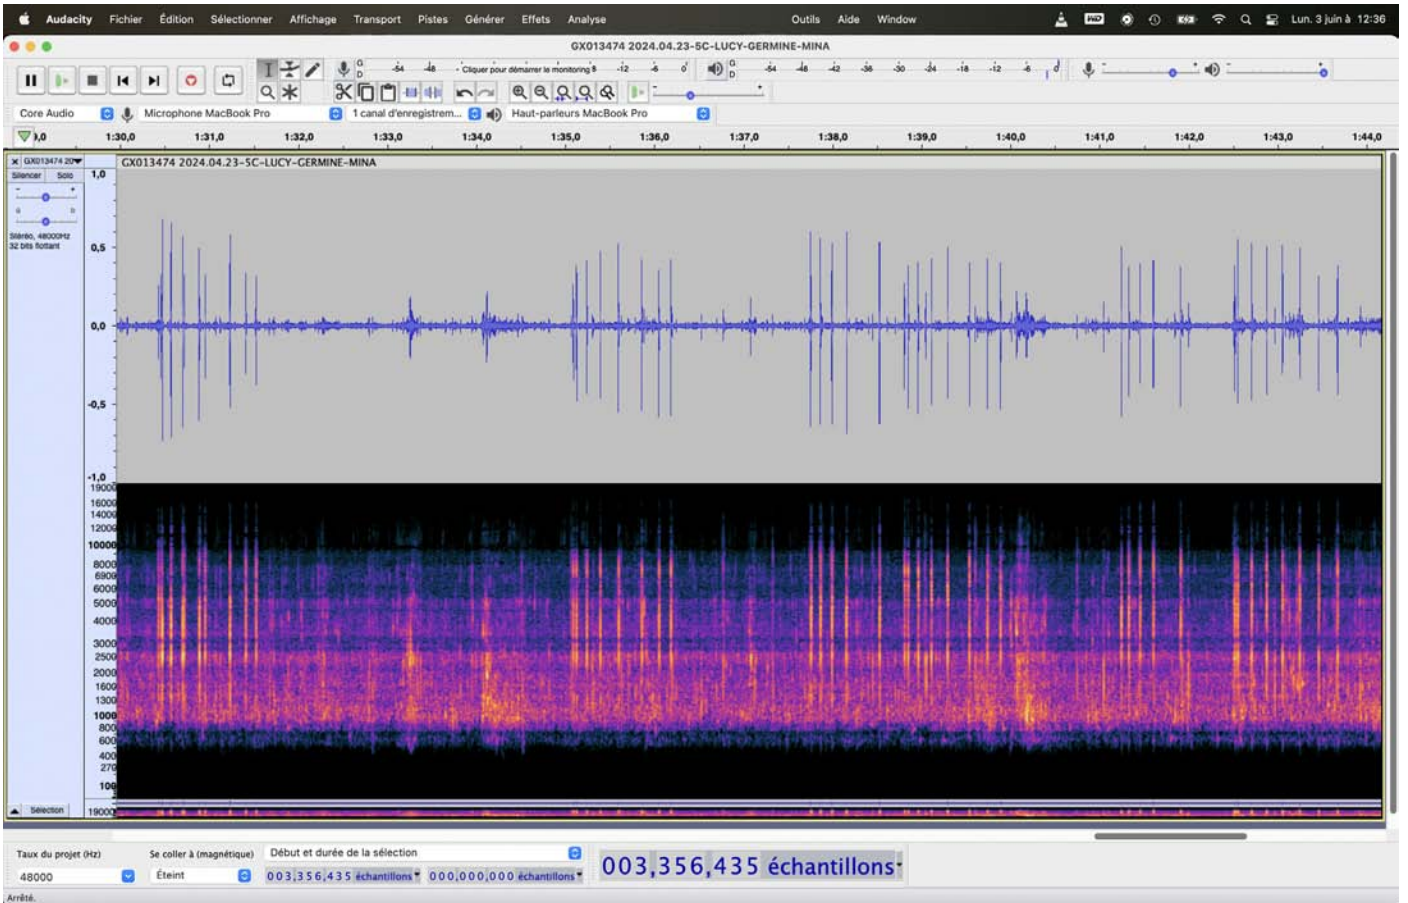 Audacity Fichier Édition Sélectionner Affichage Transport Pistes Générer Effets Analyse Outils Aide Window Lun. 3 juin à 12:36
GX013474 2024.04.23-5C-LUCY-GERMINE-MINA
G D -54 -48 - Cliquer pour démarrer le monitoring -12 -6 0 G D -54 -48 -42 -36 -30 -24 -18 -12 -6 0
Core Audio Microphone MacBook Pro 1 canal d'enregistrem... Haut-parleurs MacBook Pro
1:30,0 1:31,0 1:32,0 1:33,0 1:34,0 1:35,0 1:36,0 1:37,0 1:38,0 1:39,0 1:40,0 1:41,0 1:42,0 1:43,0 1:44,0
GX013474 20 GX013474 2024.04.23-5C-LUCY-GERMINE-MINA
Silencer Solo 1,0
- +
Stéréo, 48000Hz
32 bits flottant
0,5
0,0
-0,5
-1,0
19000
16000
14000
12000
10000
8000
6900
6000
5000
4000
3000
2500
2000
1600
1300
1000
800
600
400
270
100
Sélection 19000
Taux du projet (Hz) Se coller à (magnétique) Début et durée de la sélection
48000 Éteint 003,356,435 échantillons 000,000,000 échantillons 003,356,435 échantillons
Arrêté.